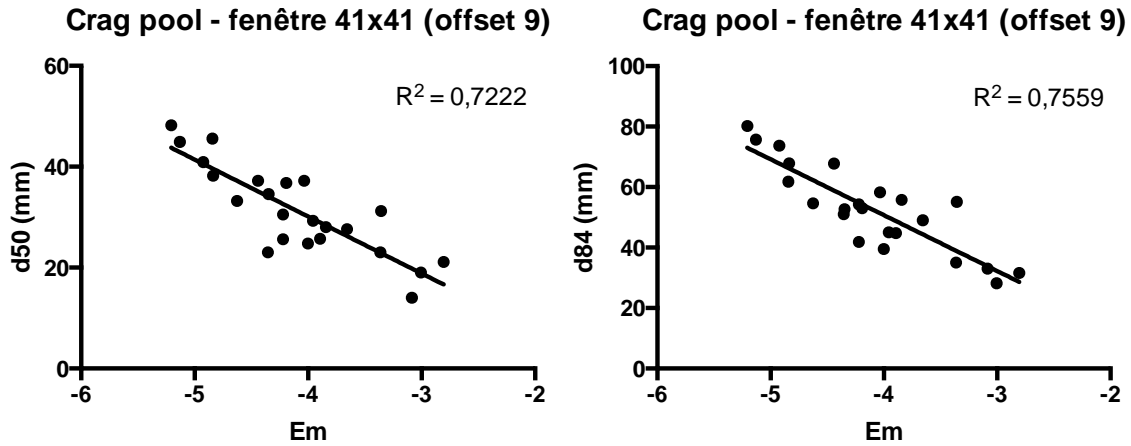 Crag pool - fenêtre 41x41 (offset 9)
R² = 0,7222
60
40
20
0
d50 (mm)
-6 -5 -4 -3 -2
Em
Crag pool - fenêtre 41x41 (offset 9)
R² = 0,7559
100
80
60
40
20
0
d84 (mm)
-6 -5 -4 -3 -2
Em